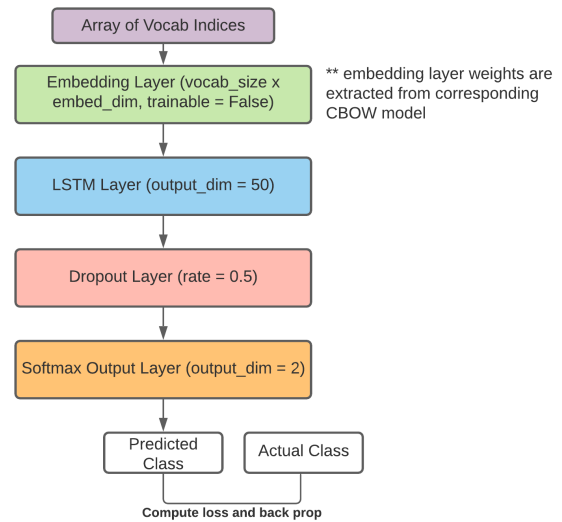 Array of Vocab Indices
Embedding Layer (vocab_size x
embed_dim, trainable = False)
** embedding layer weights are
extracted from corresponding
CBOW model
LSTM Layer (output_dim = 50)
Dropout Layer (rate = 0.5)
Softmax Output Layer (output_dim = 2)
Predicted
Class
Actual Class
Compute loss and back prop